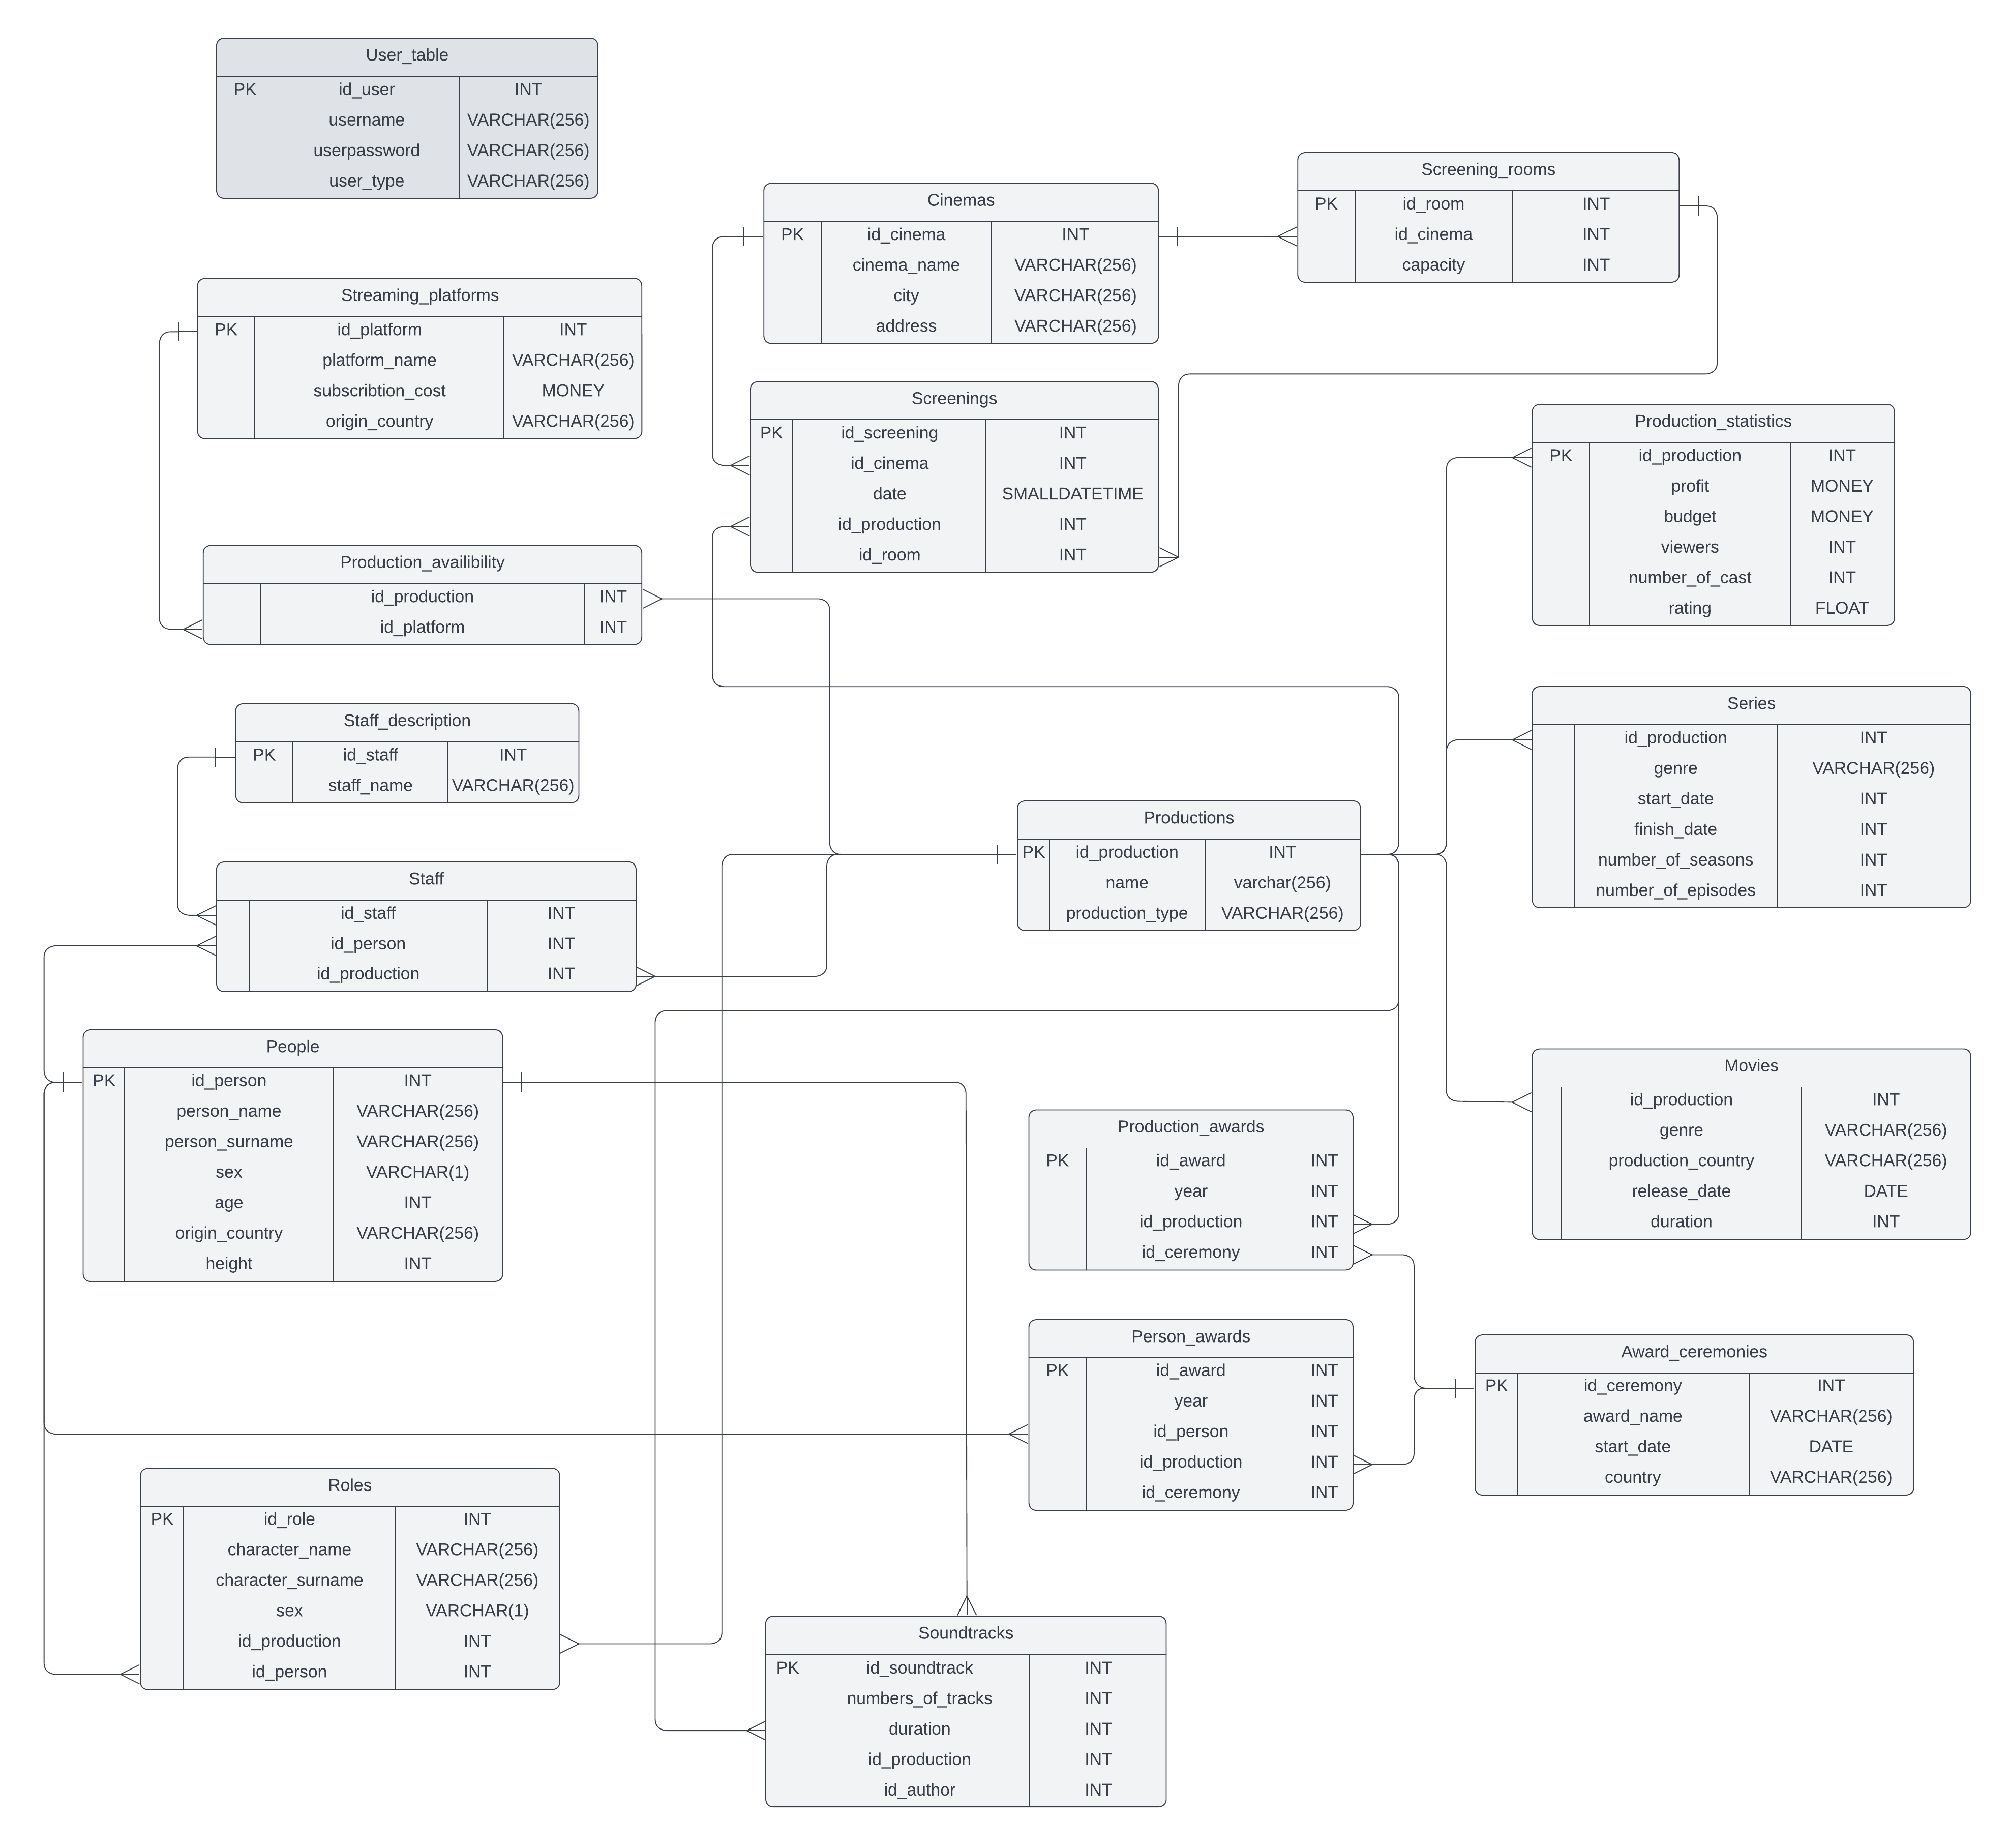 User_table
PK id_user INT
username VARCHAR(256)
userpassword VARCHAR(256)
user_type VARCHAR(256)
Streaming_platforms
PK id_platform INT
platform_name VARCHAR(256)
subscribtion_cost MONEY
origin_country VARCHAR(256)
Production_availibility
id_production INT
id_platform INT
Staff_description
PK id_staff INT
staff_name VARCHAR(256)
Staff
id_staff INT
id_person INT
id_production INT
People
PK id_person INT
person_name VARCHAR(256)
person_surname VARCHAR(256)
sex VARCHAR(1)
age INT
origin_country VARCHAR(256)
height INT
Roles
PK id_role INT
character_name VARCHAR(256)
character_surname VARCHAR(256)
sex VARCHAR(1)
id_production INT
id_person INT
Cinemas
PK id_cinema INT
cinema_name VARCHAR(256)
city VARCHAR(256)
address VARCHAR(256)
Screenings
PK id_screening INT
id_cinema INT
date SMALLDATETIME
id_production INT
id_room INT
Productions
PK id_production INT
name varchar(256)
production_type VARCHAR(256)
Production_awards
PK id_award INT
year INT
id_production INT
id_ceremony INT
Person_awards
PK id_award INT
year INT
id_person INT
id_production INT
id_ceremony INT
Soundtracks
PK id_soundtrack INT
numbers_of_tracks INT
duration INT
id_production INT
id_author INT
Screening_rooms
PK id_room INT
id_cinema INT
capacity INT
Production_statistics
PK id_production INT
profit MONEY
budget MONEY
viewers INT
number_of_cast INT
rating FLOAT
Series
id_production INT
genre VARCHAR(256)
start_date INT
finish_date INT
number_of_seasons INT
number_of_episodes INT
Movies
id_production INT
genre VARCHAR(256)
production_country VARCHAR(256)
release_date DATE
duration INT
Award_ceremonies
PK id_ceremony INT
award_name VARCHAR(256)
start_date DATE
country VARCHAR(256)